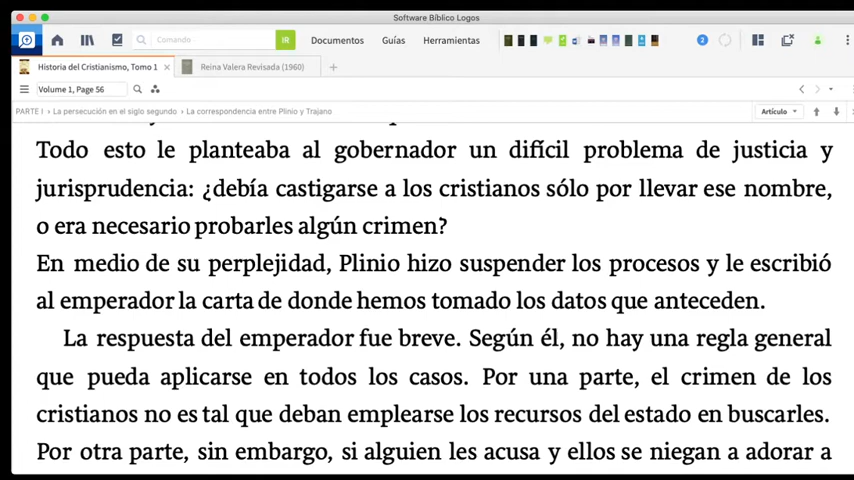 Software Bíblico Logos
Comando
IR
Documentos
Guías
Herramientas
2
Historia del Cristianismo, Tomo 1
Reina Valera Revisada (1960)
Volume 1, Page 56
PARTE I › La persecución en el siglo segundo › La correspondencia entre Plinio y Trajano
Artículo
Todo esto le planteaba al gobernador un difícil problema de justicia y
jurisprudencia: ¿debía castigarse a los cristianos sólo por llevar ese nombre,
o era necesario probarles algún crimen?
En medio de su perplejidad, Plinio hizo suspender los procesos y le escribió
al emperador la carta de donde hemos tomado los datos que anteceden.
La respuesta del emperador fue breve. Según él, no hay una regla general
que pueda aplicarse en todos los casos. Por una parte, el crimen de los
cristianos no es tal que deban emplearse los recursos del estado en buscarles.
Por otra parte, sin embargo, si alguien les acusa y ellos se niegan a adorar a